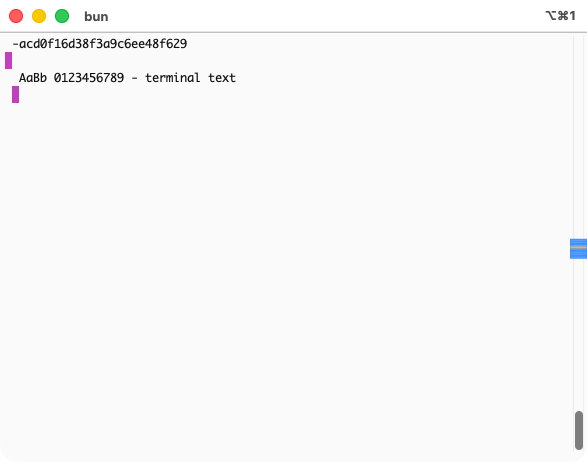 bun
⌥⌘1
-acd0f16d38f3a9c6ee48f629
AaBb 0123456789 - terminal text